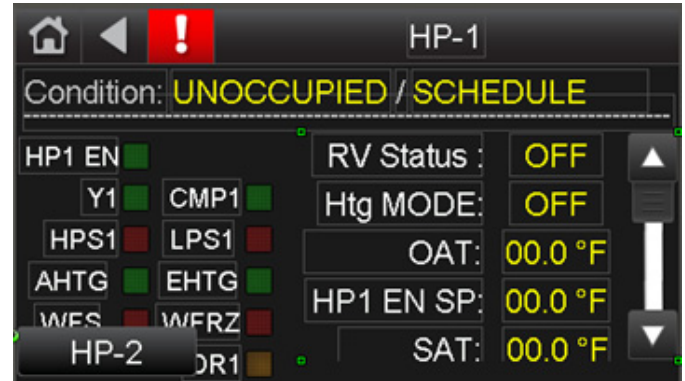 HP-1
Condition: UNOCCUPIED / SCHEDULE
HP1 EN
RV Status : OFF
Y1 CMP1
Htg MODE: OFF
HPS1 LPS1
OAT: 00.0 °F
AHTG EHTG
HP1 EN SP: 00.0 °F
WFS WFRZ
HP-2
SAT: 00.0 °F